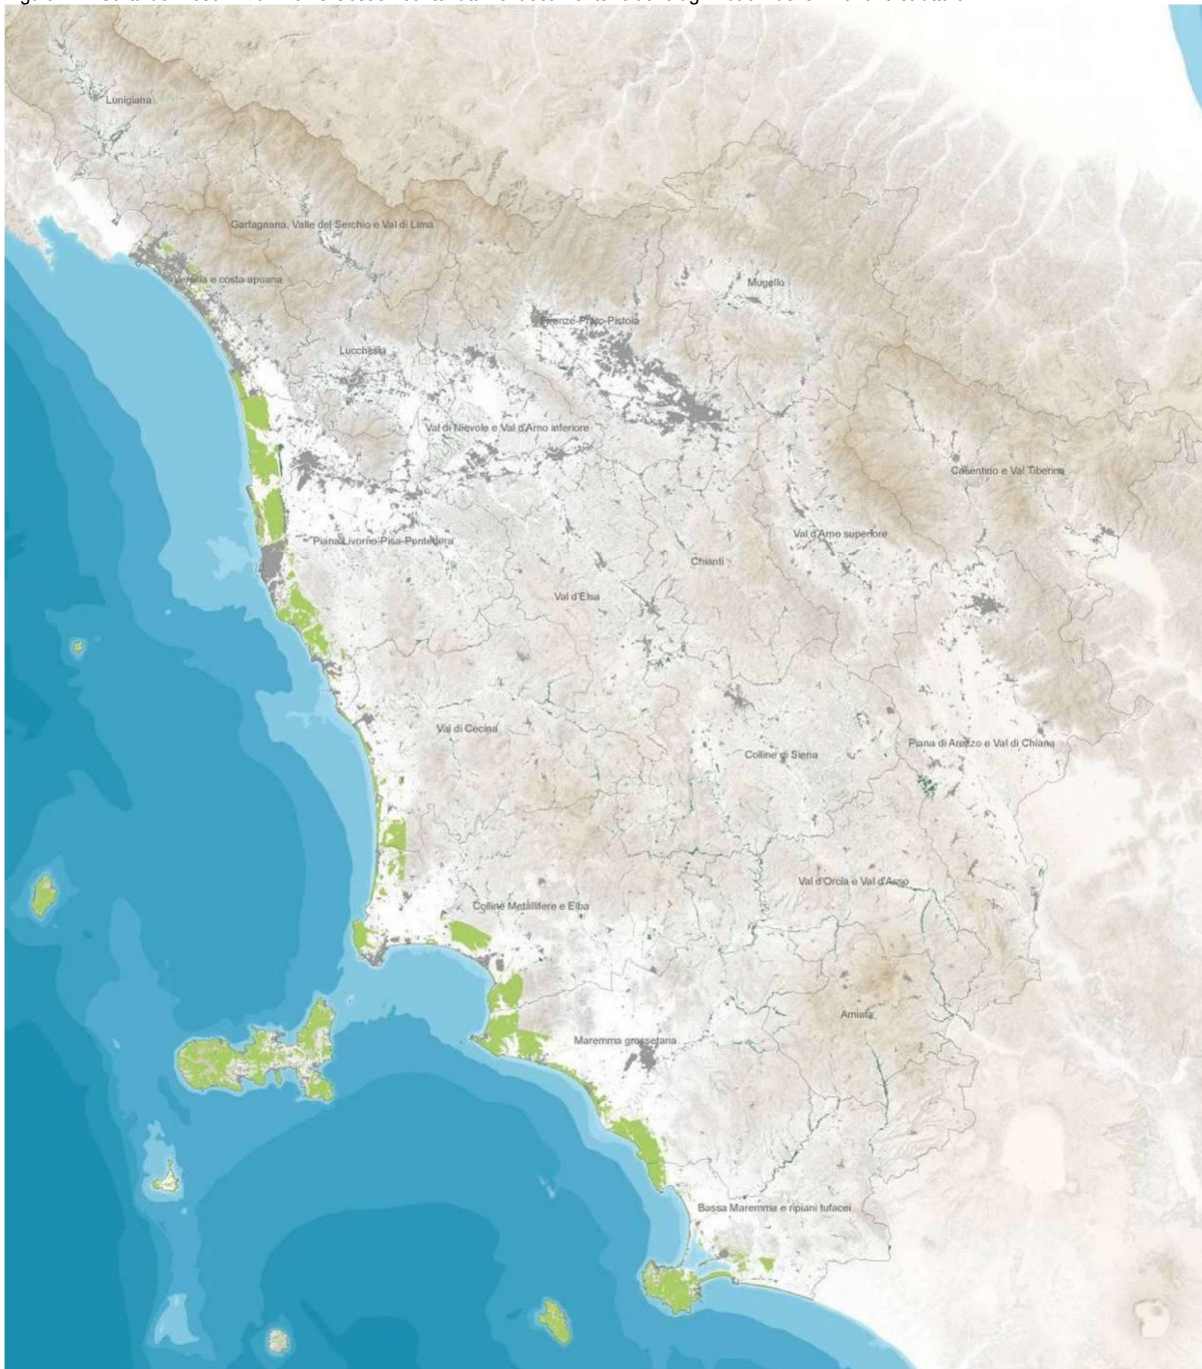 Lunigiana
Garfagnana, Valle del Serchio e Val di Lima
Versilia e costa apuana
Mugello
Firenze-Prato-Pistoia
Lucchesia
Val di Nievole e Val d'Arno inferiore
Casentino e Val Tiberina
Val d'Arno superiore
Piana Livorno-Pisa-Pontedera
Chianti
Val d'Elsa
Val di Cecina
Piana di Arezzo e Val di Chiana
Colline di Siena
Val d'Orcia e Val d'Asso
Colline Metallifere e Elba
Amiata
Maremma grossetana
Bassa Maremma e ripiani tufacei